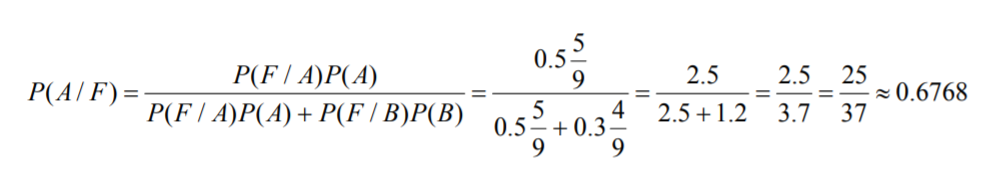 P(A/F) = P(F / A)P(A) / P(F / A)P(A) + P(F / B)P(B) = 0.5 5/9 / 0.5 5/9 + 0.3 4/9 = 2.5 / 2.5 + 1.2 = 2.5 / 3.7 = 25 / 37 ≈ 0.6768